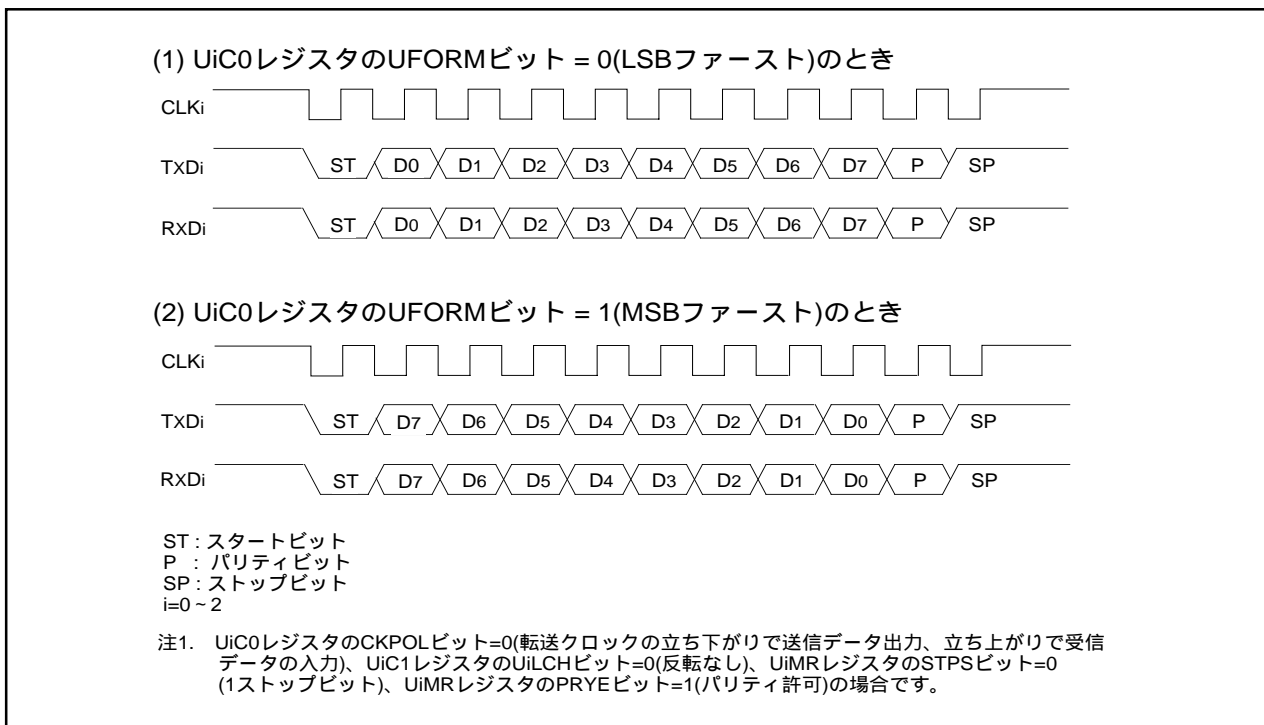 (1) UiC0レジスタのUFORMビット = 0(LSBファースト)のとき
CLKi
TXDi ST D0 D1 D2 D3 D4 D5 D6 D7 P SP
RXDi ST D0 D1 D2 D3 D4 D5 D6 D7 P SP
(2) UiC0レジスタのUFORMビット = 1(MSBファースト)のとき
CLKi
TXDi ST D7 D6 D5 D4 D3 D2 D1 D0 P SP
RXDi ST D7 D6 D5 D4 D3 D2 D1 D0 P SP
ST : スタートビット
P : パリティビット
SP : ストップビット
i=0～2
注1. UiC0レジスタのCKPOLビット=0(転送クロックの立ち下がりで送信データ出力、立ち上がりで受信
データの入力)、UiC1レジスタのUiLCHビット=0(反転なし)、UiMRレジスタのSTPSビット=0
(1ストップビット)、UiMRレジスタのPRYEビット=1(パリティ許可)の場合です。